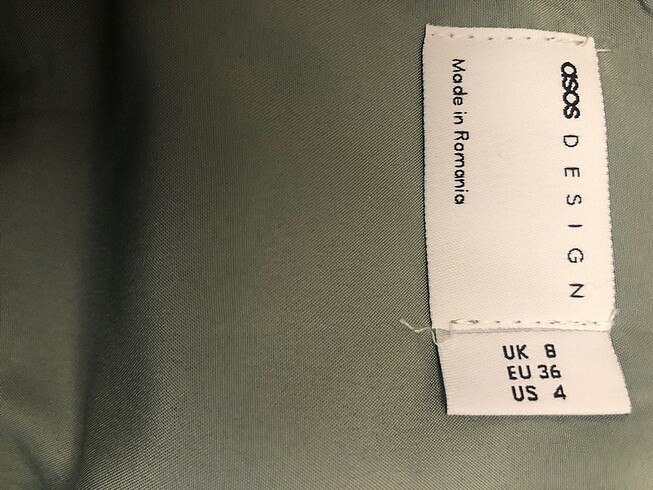 asos DESIGN
Made in Romania
UK 8
EU 36
US 4